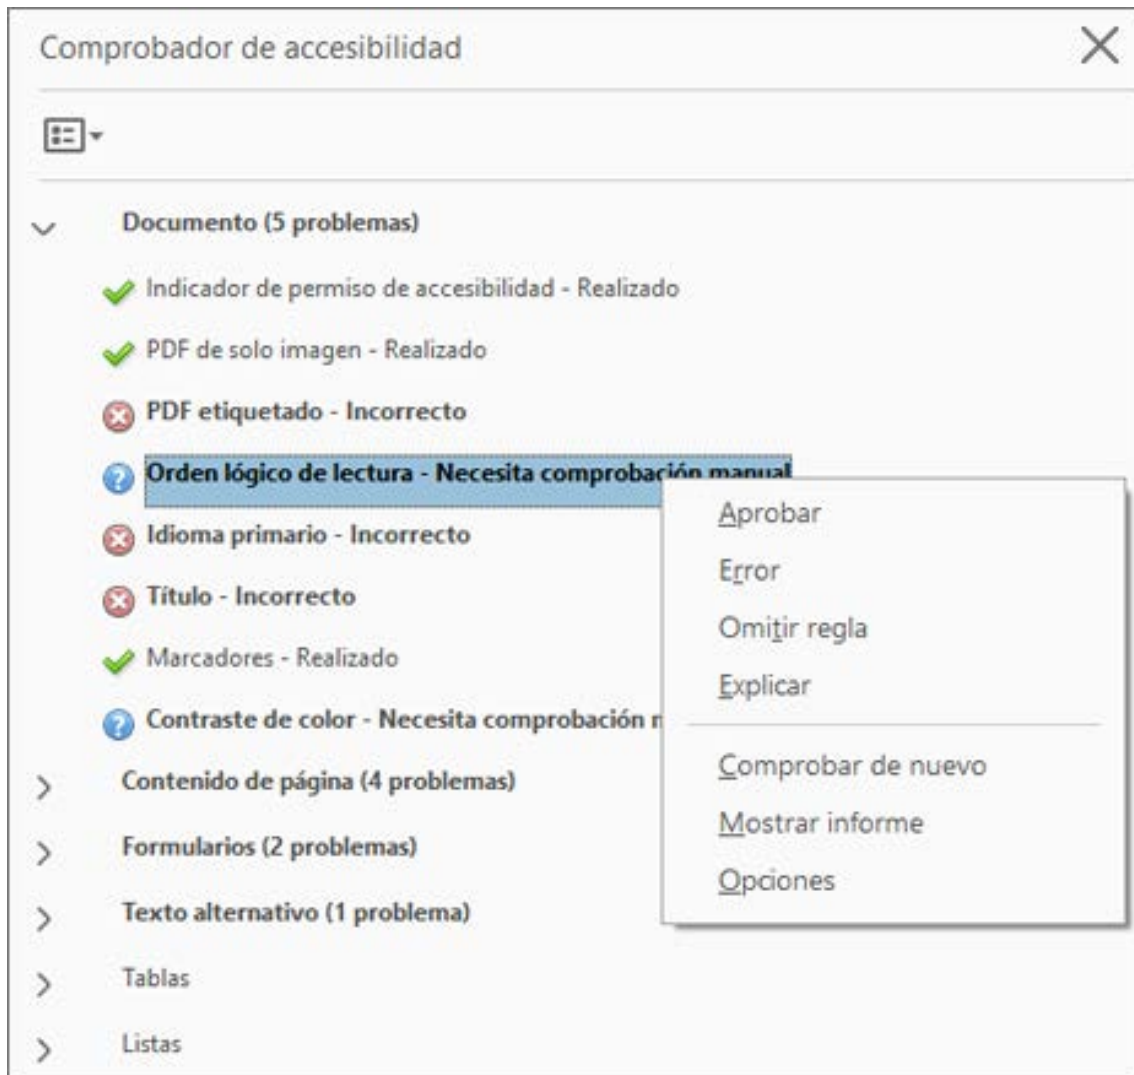 Comprobador de accesibilidad
Documento (5 problemas)
Indicador de permiso de accesibilidad - Realizado
PDF de solo imagen - Realizado
PDF etiquetado - Incorrecto
Orden lógico de lectura - Necesita comprobación manual
Idioma primario - Incorrecto
Título - Incorrecto
Marcadores - Realizado
Contraste de color - Necesita comprobación
Contenido de página (4 problemas)
Formularios (2 problemas)
Texto alternativo (1 problema)
Tablas
Listas
Aprobar
Error
Omitir regla
Explicar
Comprobar de nuevo
Mostrar informe
Opciones